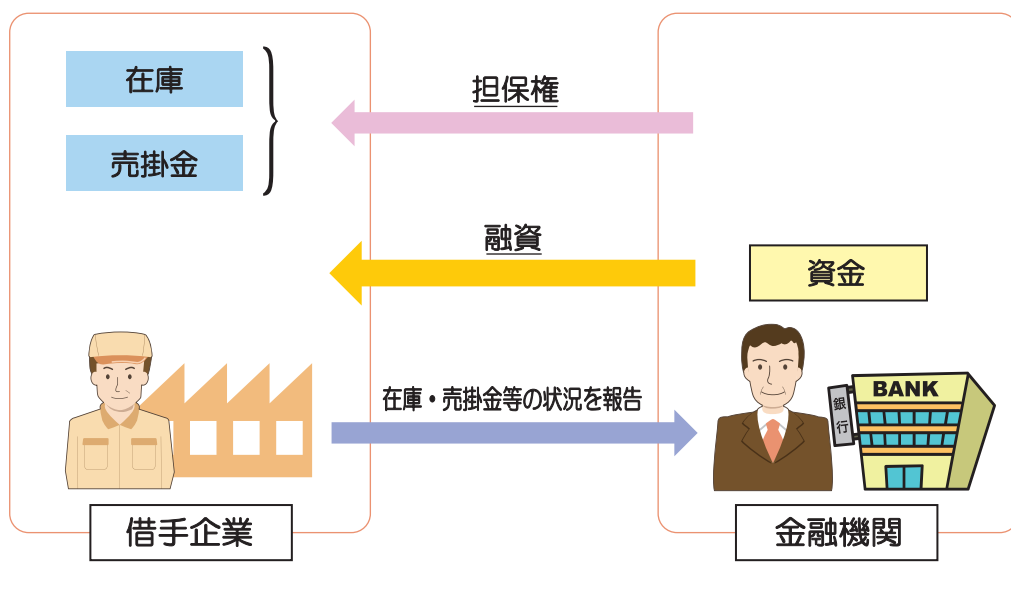 在庫
売掛金
担保権
融資
資金
在庫・売掛金等の状況を報告
BANK
銀行
借手企業
金融機関